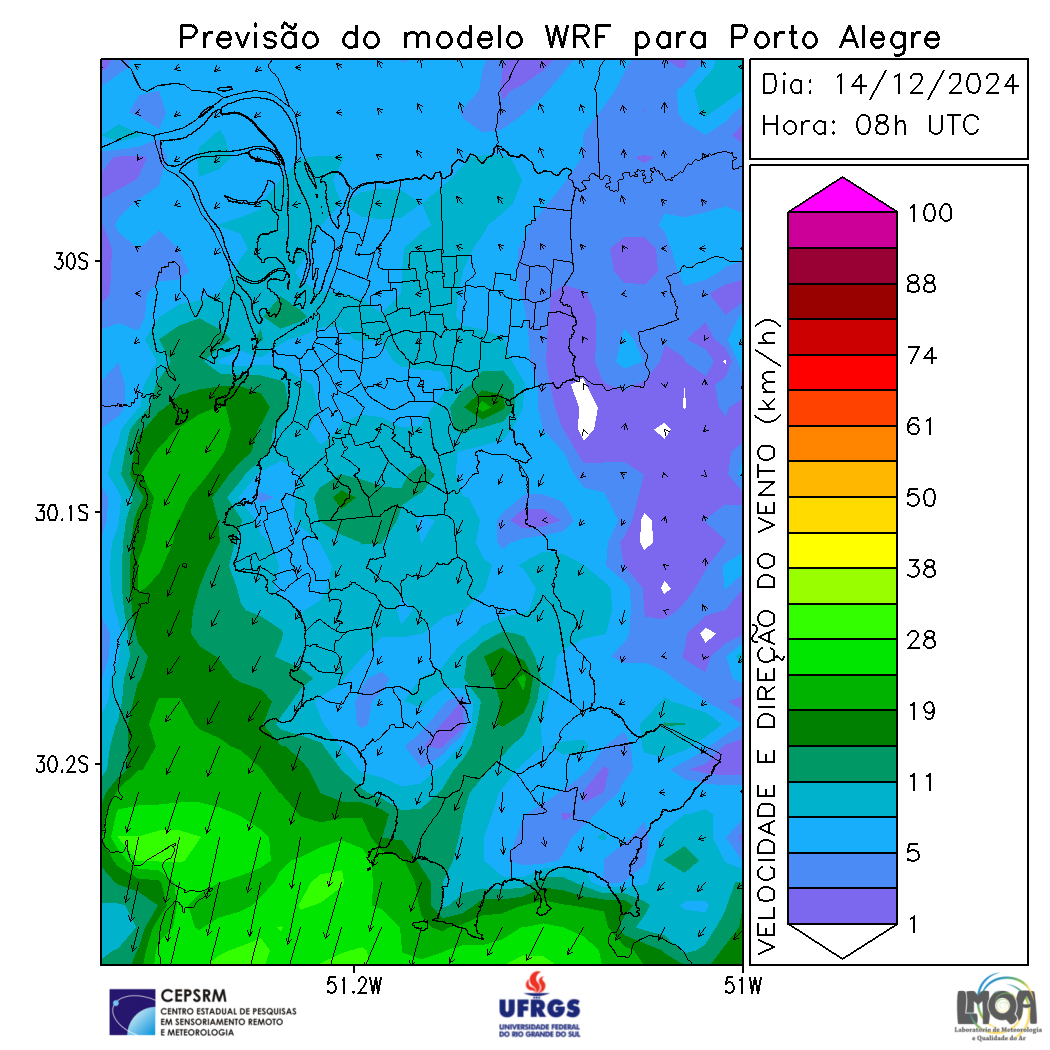 Previsão do modelo WRF para Porto Alegre
Dia: 14/12/2024
Hora: 08h UTC
30S
30.1S
30.2S
51.2W
51W
VELOCIDADE E DIREÇÃO DO VENTO (km/h)
100
88
74
61
50
38
28
19
11
5
1
CEPSRM
CENTRO ESTADUAL DE PESQUISAS
EM SENSORIAMENTO REMOTO
E METEOROLOGIA
UFRGS
UNIVERSIDADE FEDERAL
DO RIO GRANDE DO SUL
LMQA
Laboratório de Meteorologia
e Qualidade do Ar